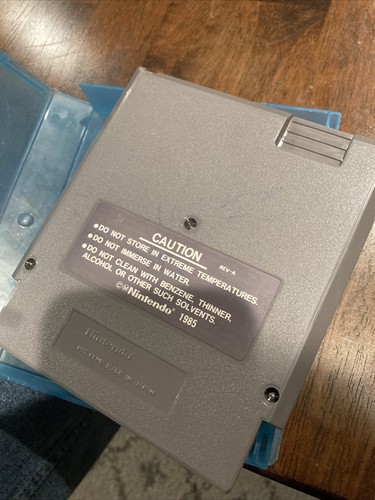 CAUTION REV-A
●DO NOT STORE IN EXTREME TEMPERATURES.
●DO NOT IMMERSE IN WATER.
●DO NOT CLEAN WITH BENZENE, THINNER,
ALCOHOL OR OTHER SUCH SOLVENTS.
©™Nintendo® 1985
Nintendo